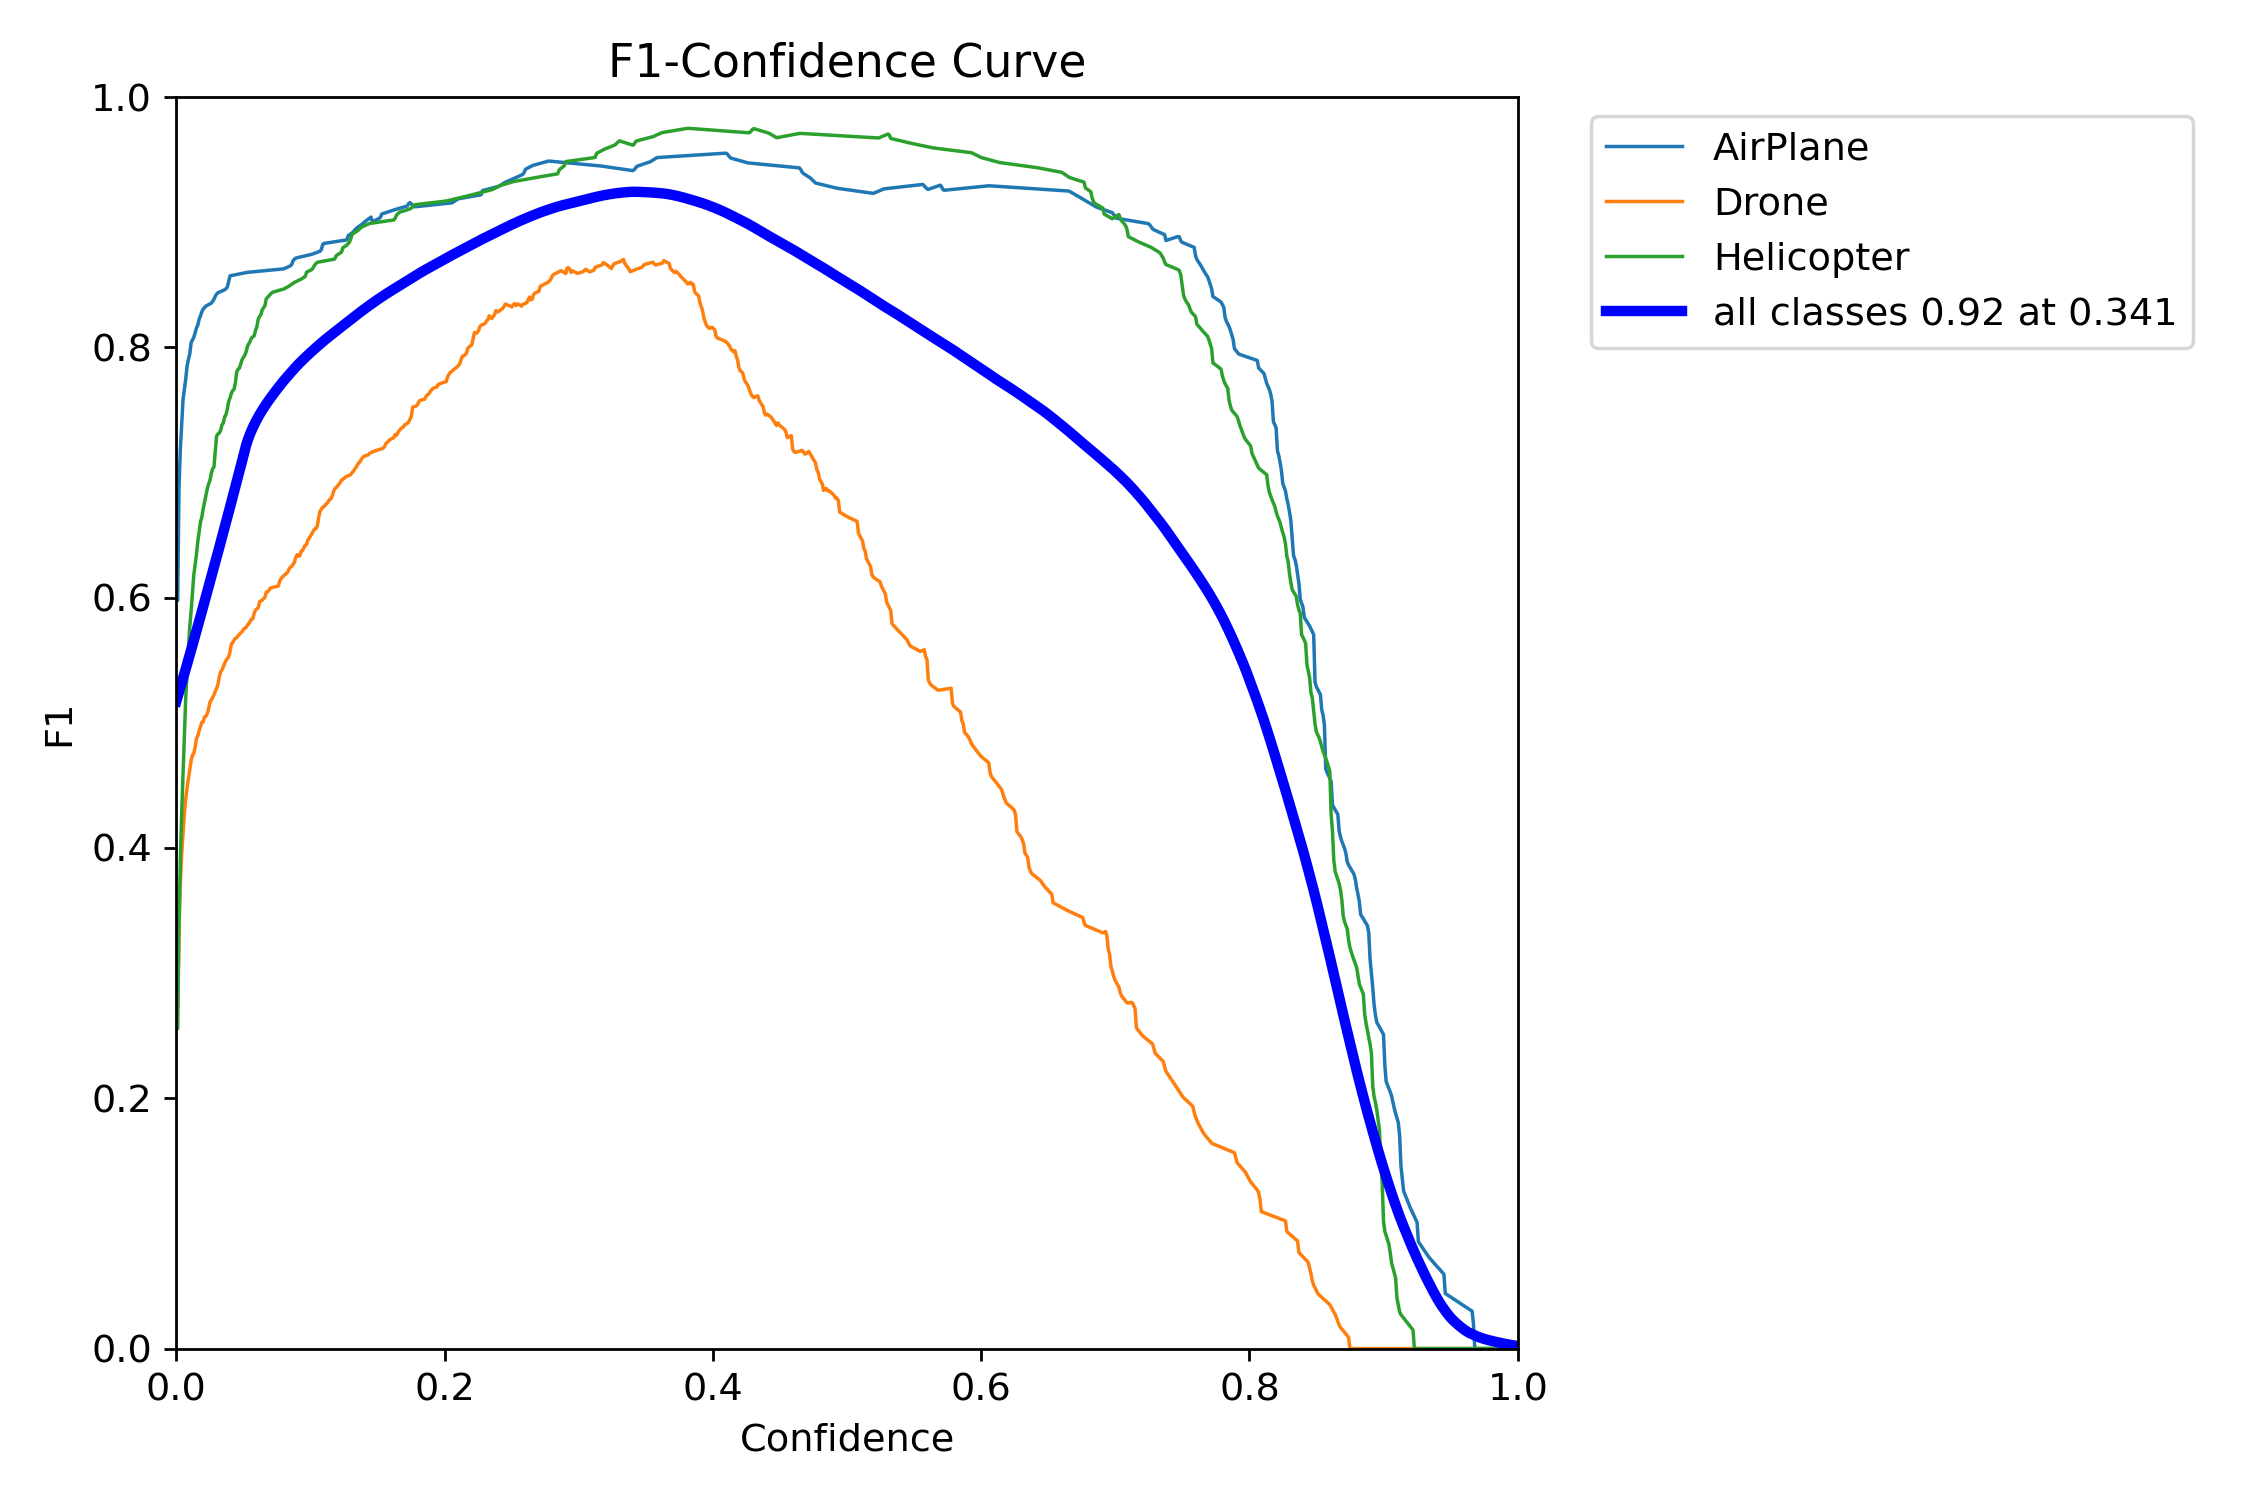 F1-Confidence Curve
1.0
0.8
0.6
0.4
0.2
0.0
F1
0.0 0.2 0.4 0.6 0.8 1.0
Confidence
AirPlane
Drone
Helicopter
all classes 0.92 at 0.341